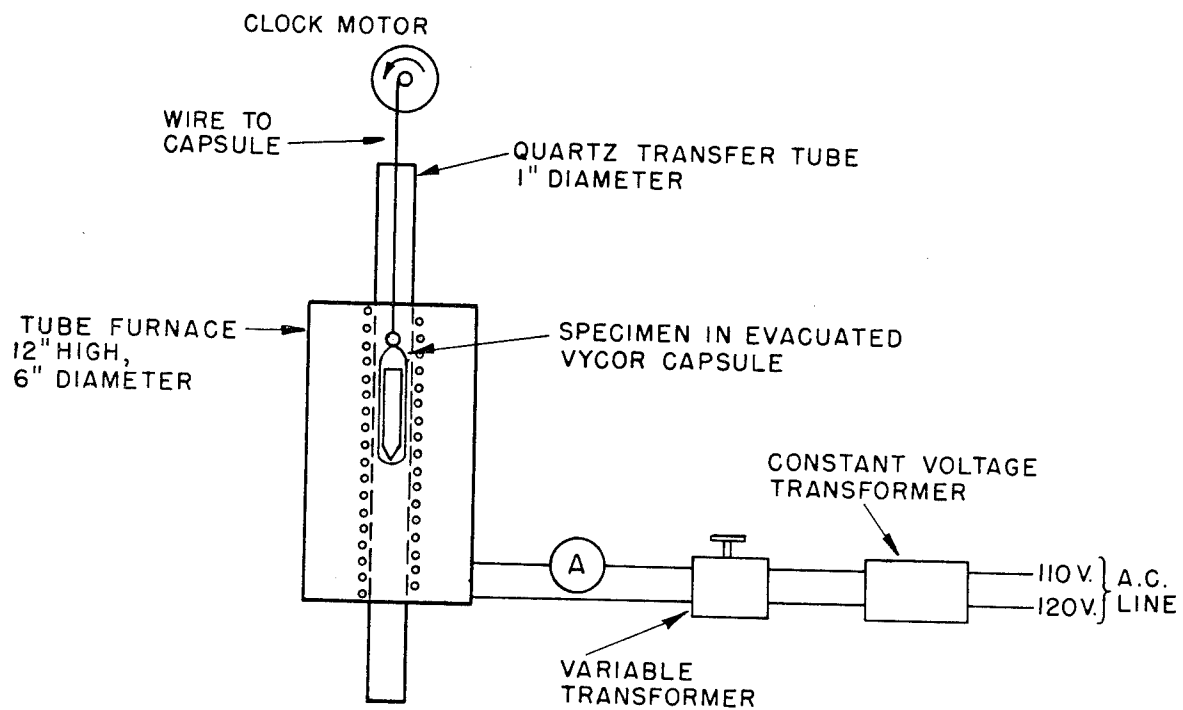 CLOCK MOTOR
WIRE TO
CAPSULE
QUARTZ TRANSFER TUBE
1" DIAMETER
TUBE FURNACE
12" HIGH,
6" DIAMETER
SPECIMEN IN EVACUATED
VYCOR CAPSULE
CONSTANT VOLTAGE
TRANSFORMER
A
110 V.
120 V.
A.C.
LINE
VARIABLE
TRANSFORMER